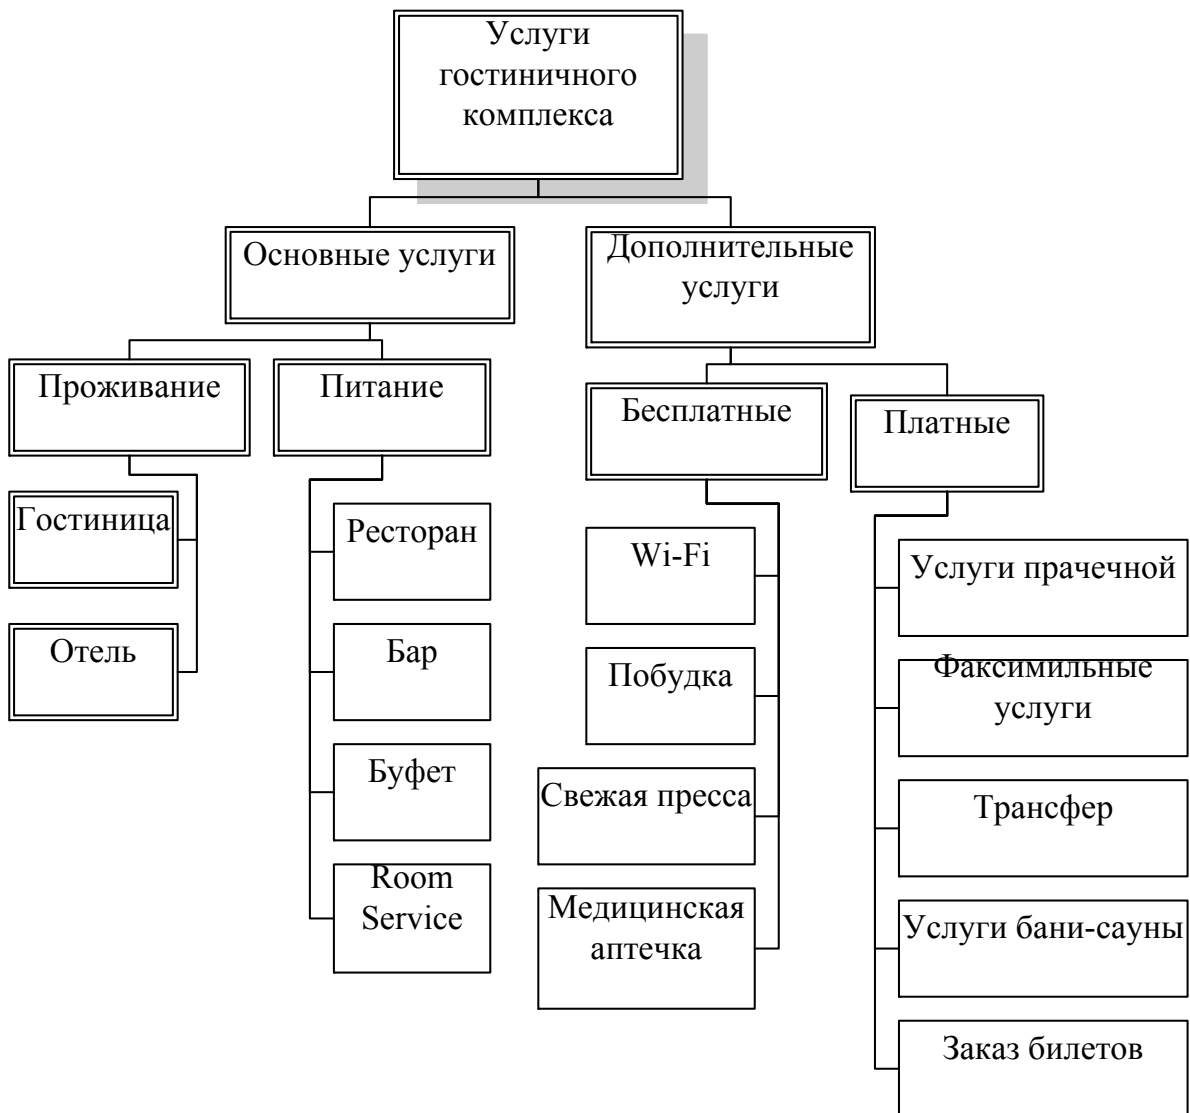 Услуги
гостиничного
комплекса
Основные услуги
Дополнительные
услуги
Проживание
Питание
Бесплатные
Платные
Гостиница
Отель
Ресторан
Бар
Буфет
Room
Service
Wi-Fi
Побудка
Свежая пресса
Медицинская
аптечка
Услуги прачечной
Факсимильные
услуги
Трансфер
Услуги бани-сауны
Заказ билетов